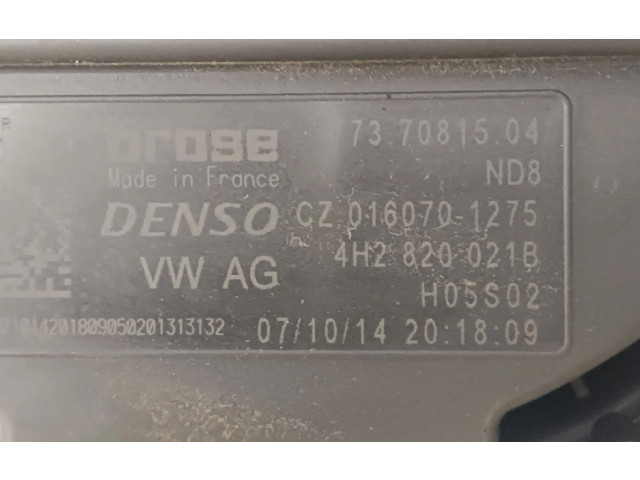 R
brose 73.70815.04
Made in France ND8
DENSO CZ 016070-1275
VW AG 4H2 820 021B
H05S02
07/10/14 20:18:09